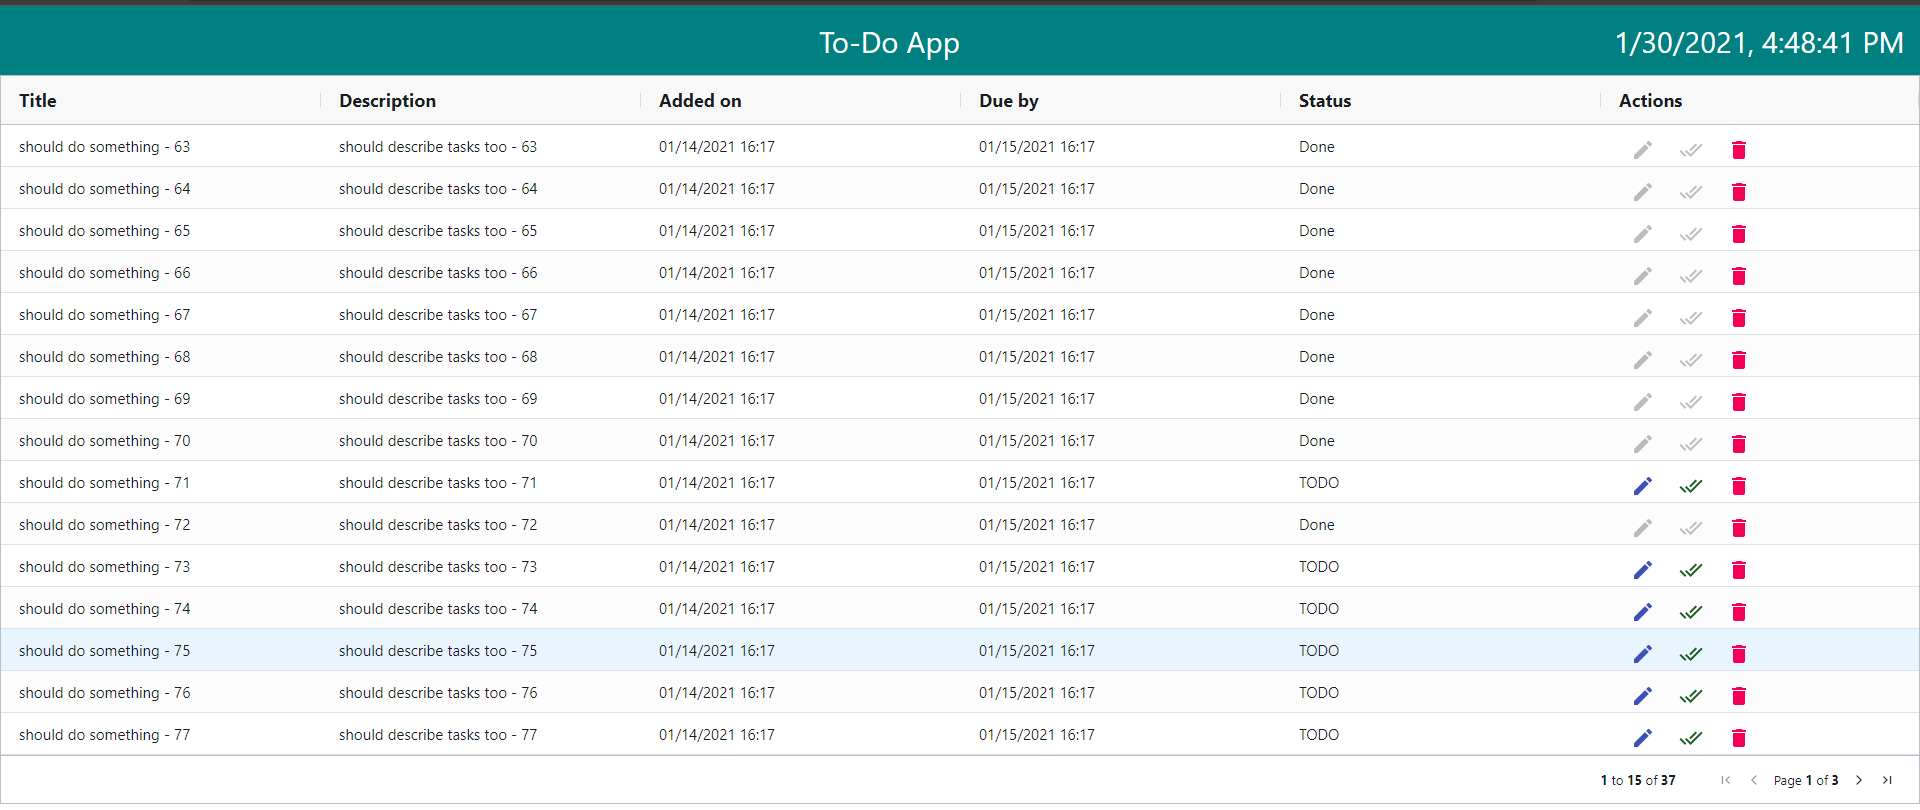 To-Do App 1/30/2021, 4:48:41 PM
Title Description Added on Due by Status Actions
should do something - 63 should describe tasks too - 63 01/14/2021 16:17 01/15/2021 16:17 Done
should do something - 64 should describe tasks too - 64 01/14/2021 16:17 01/15/2021 16:17 Done
should do something - 65 should describe tasks too - 65 01/14/2021 16:17 01/15/2021 16:17 Done
should do something - 66 should describe tasks too - 66 01/14/2021 16:17 01/15/2021 16:17 Done
should do something - 67 should describe tasks too - 67 01/14/2021 16:17 01/15/2021 16:17 Done
should do something - 68 should describe tasks too - 68 01/14/2021 16:17 01/15/2021 16:17 Done
should do something - 69 should describe tasks too - 69 01/14/2021 16:17 01/15/2021 16:17 Done
should do something - 70 should describe tasks too - 70 01/14/2021 16:17 01/15/2021 16:17 Done
should do something - 71 should describe tasks too - 71 01/14/2021 16:17 01/15/2021 16:17 TODO
should do something - 72 should describe tasks too - 72 01/14/2021 16:17 01/15/2021 16:17 Done
should do something - 73 should describe tasks too - 73 01/14/2021 16:17 01/15/2021 16:17 TODO
should do something - 74 should describe tasks too - 74 01/14/2021 16:17 01/15/2021 16:17 TODO
should do something - 75 should describe tasks too - 75 01/14/2021 16:17 01/15/2021 16:17 TODO
should do something - 76 should describe tasks too - 76 01/14/2021 16:17 01/15/2021 16:17 TODO
should do something - 77 should describe tasks too - 77 01/14/2021 16:17 01/15/2021 16:17 TODO
1 to 15 of 37 Page 1 of 3